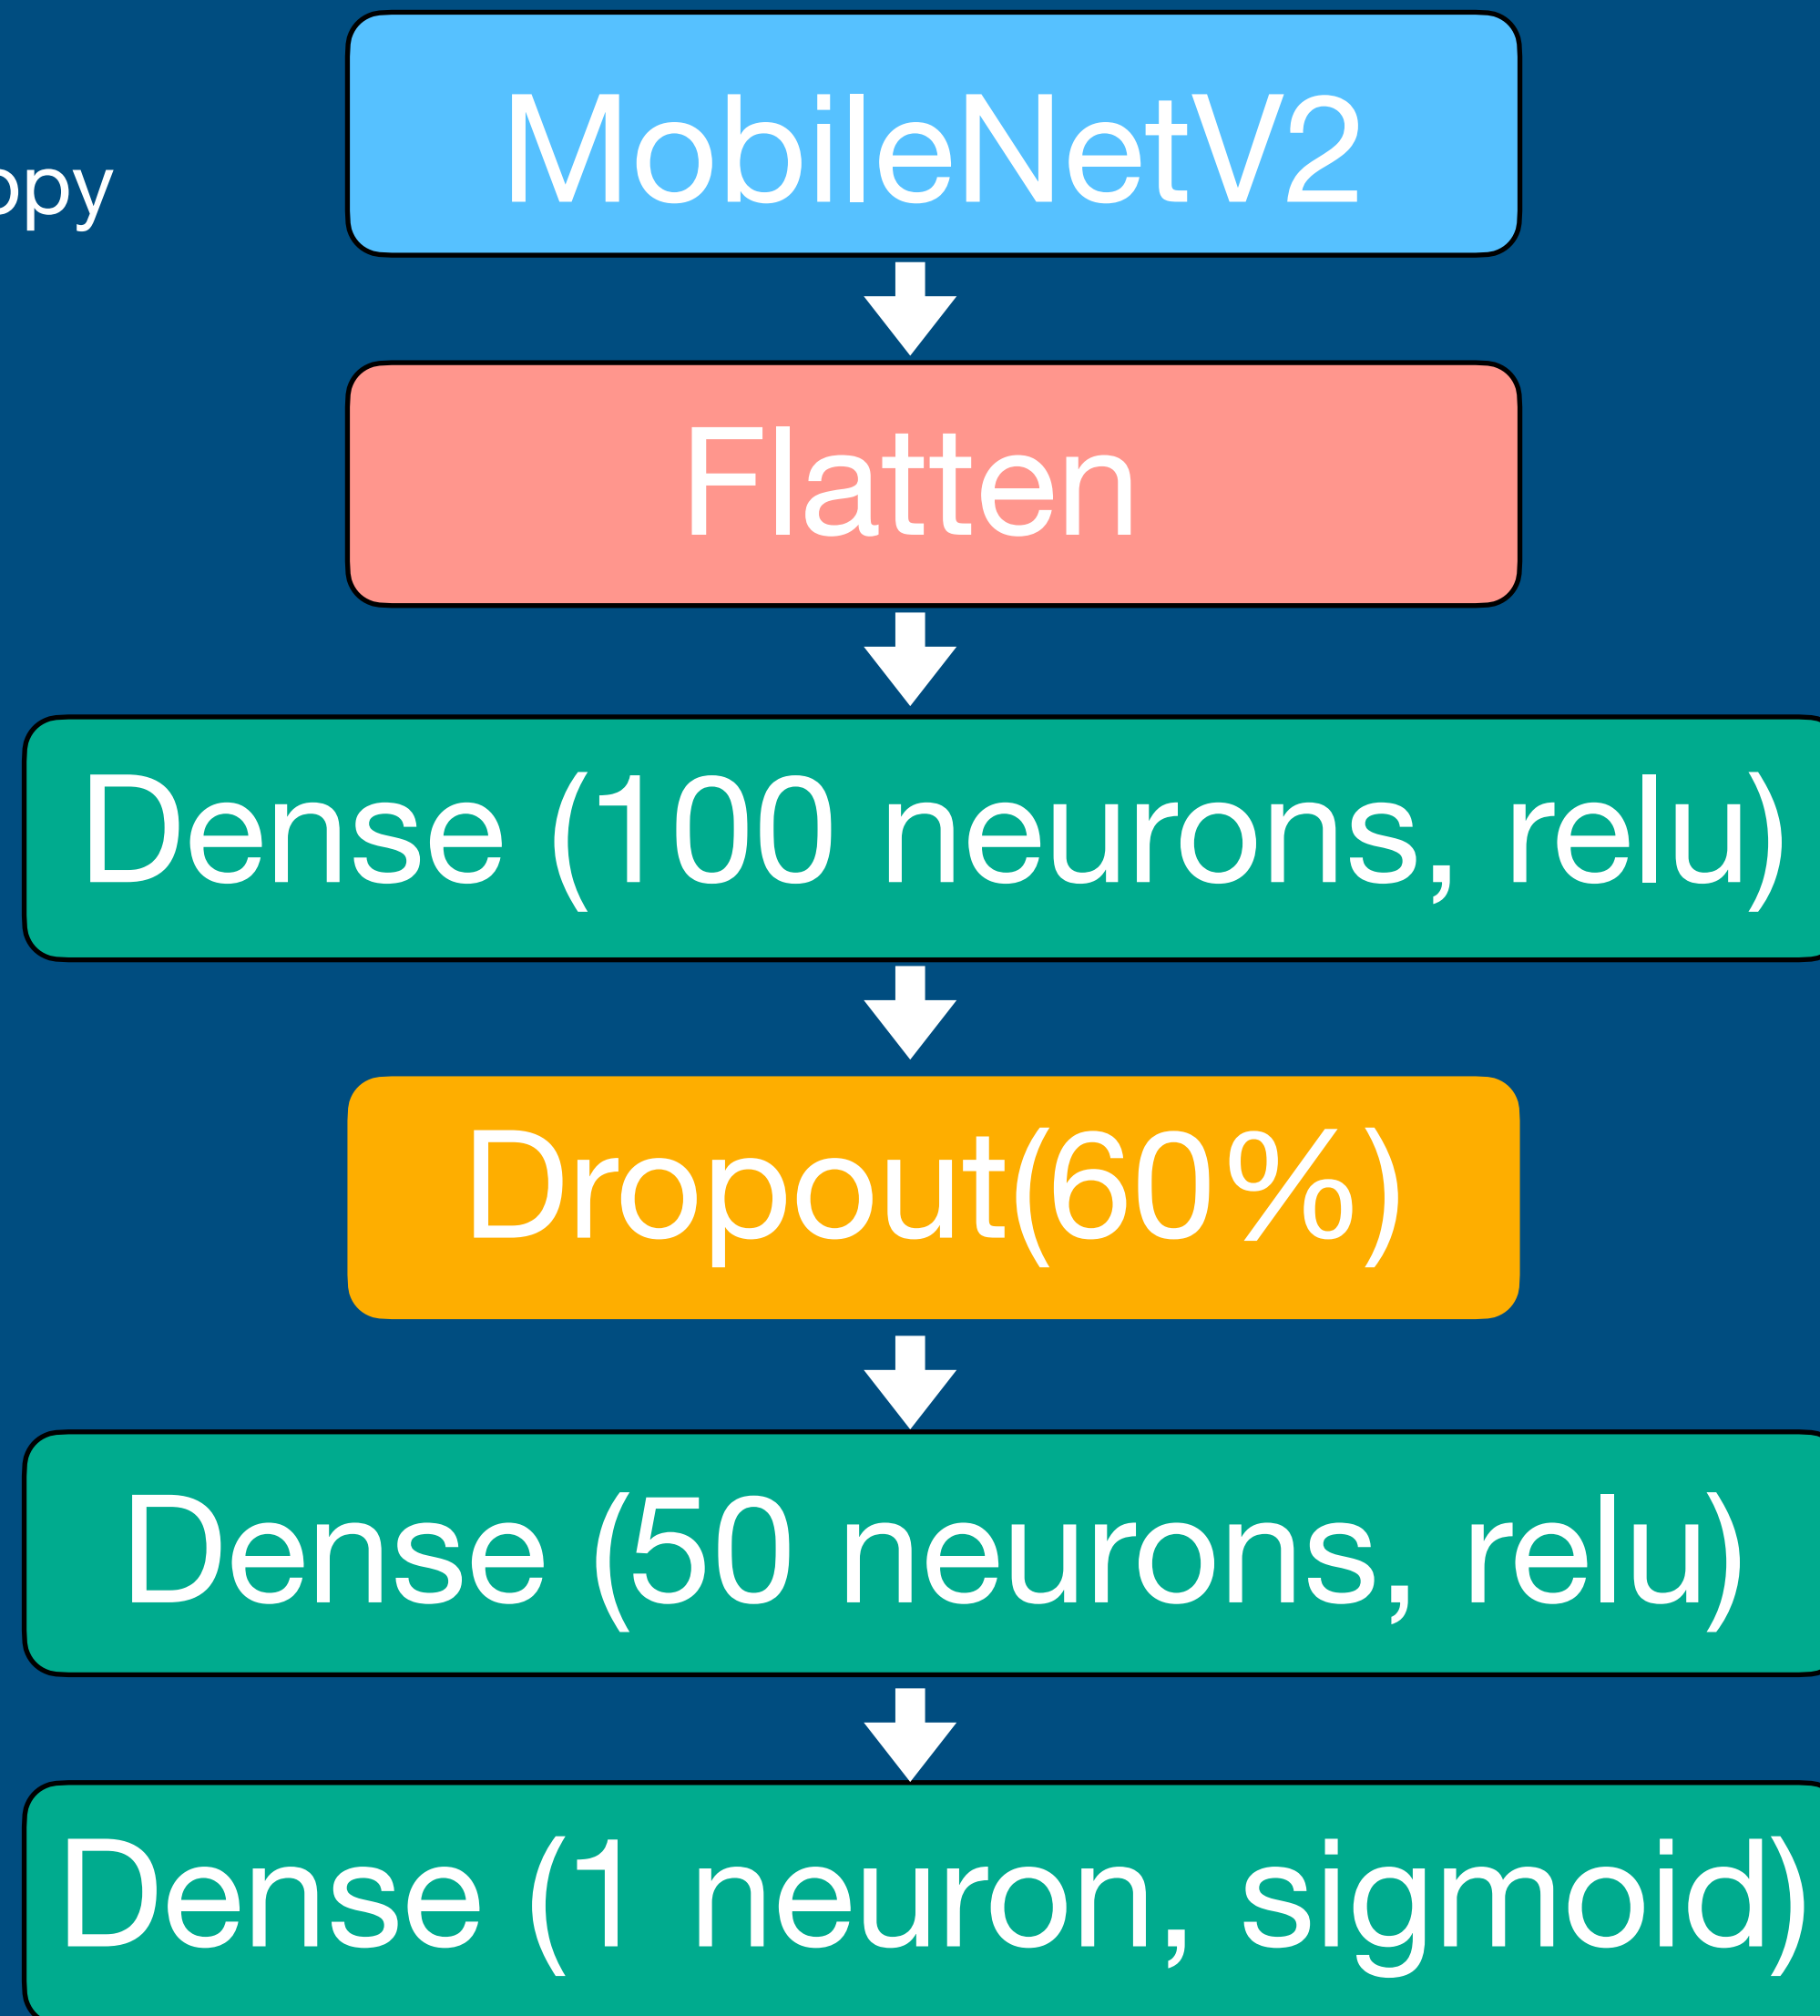 MobileNetV2
Flatten
Dense (100 neurons, relu)
Dropout(60%)
Dense (50 neurons, relu)
Dense (1 neuron, sigmoid)